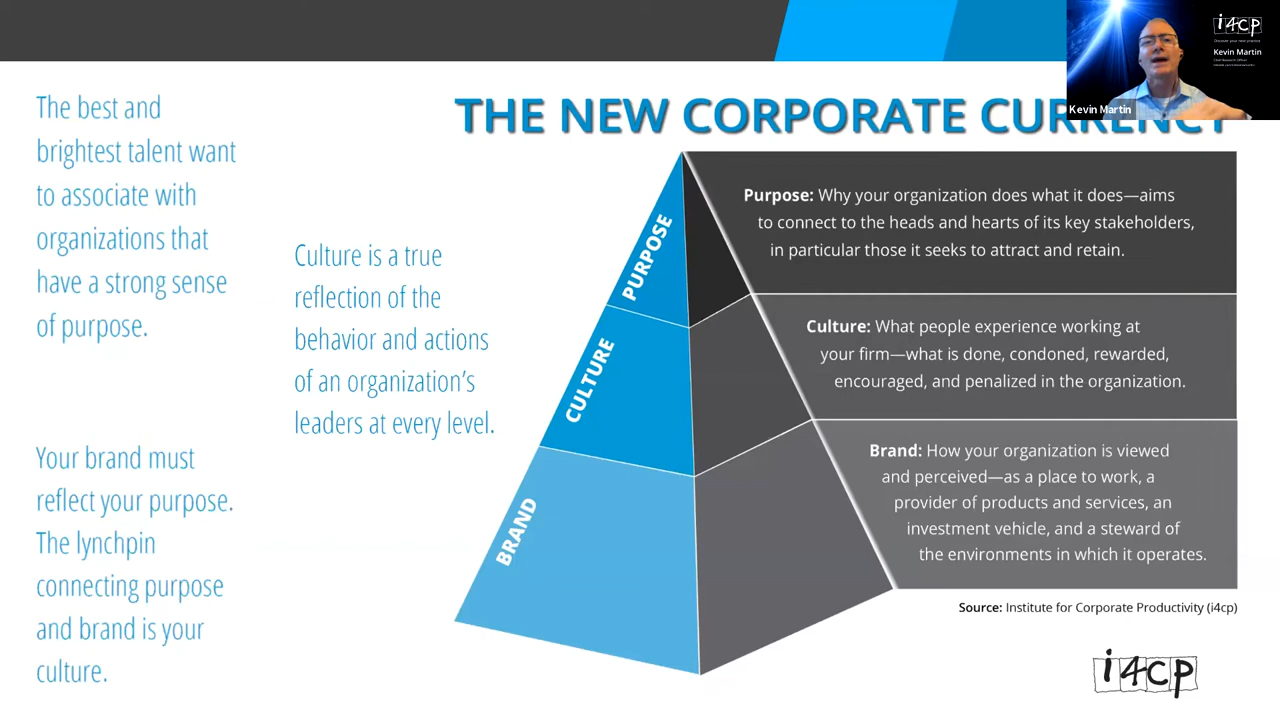 THE NEW CORPORATE CURRENCY
i4cp
Kevin Martin
Kevin Martin
The best and
brightest talent want
to associate with
organizations that
have a strong sense
of purpose.
Your brand must
reflect your purpose.
The lynchpin
connecting purpose
and brand is your
culture.
Culture is a true
reflection of the
behavior and actions
of an organization’s
leaders at every level.
PURPOSE
CULTURE
BRAND
Purpose: Why your organization does what it does—aims
to connect to the heads and hearts of its key stakeholders,
in particular those it seeks to attract and retain.
Culture: What people experience working at
your firm—what is done, condoned, rewarded,
encouraged, and penalized in the organization.
Brand: How your organization is viewed
and perceived—as a place to work, a
provider of products and services, an
investment vehicle, and a steward of
the environments in which it operates.
Source: Institute for Corporate Productivity (i4cp)
i4cp